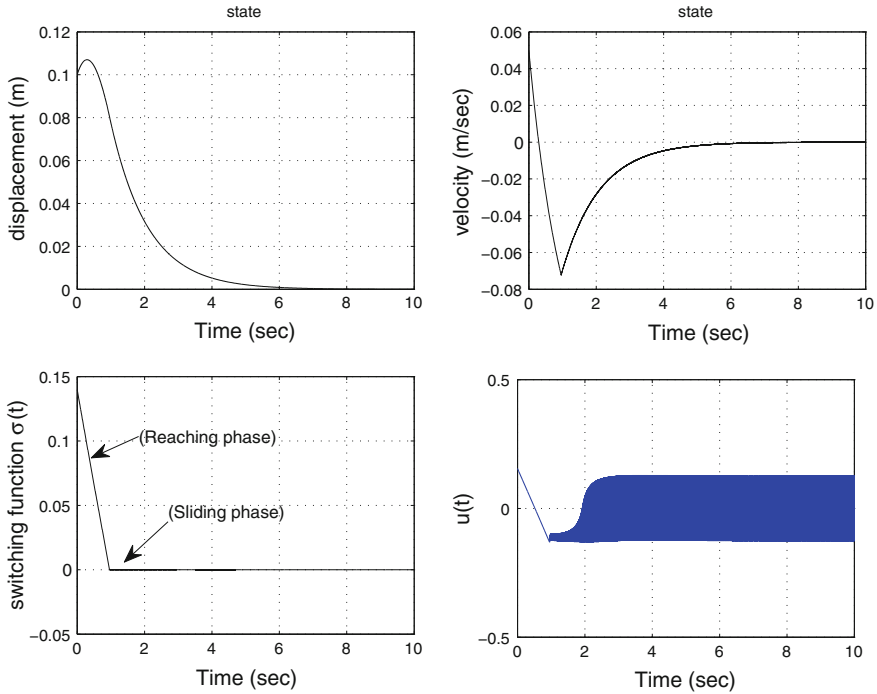 state
0.12
0.1
0.08
0.06
0.04
0.02
0
displacement (m)
0 2 4 6 8 10
Time (sec)
state
0.06
0.04
0.02
0
−0.02
−0.04
−0.06
−0.08
velocity (m/sec)
0 2 4 6 8 10
Time (sec)
0.15
0.1
0.05
0
−0.05
switching function σ(t)
(Reaching phase)
(Sliding phase)
0 2 4 6 8 10
Time (sec)
0.5
0
−0.5
u(t)
0 2 4 6 8 10
Time (sec)